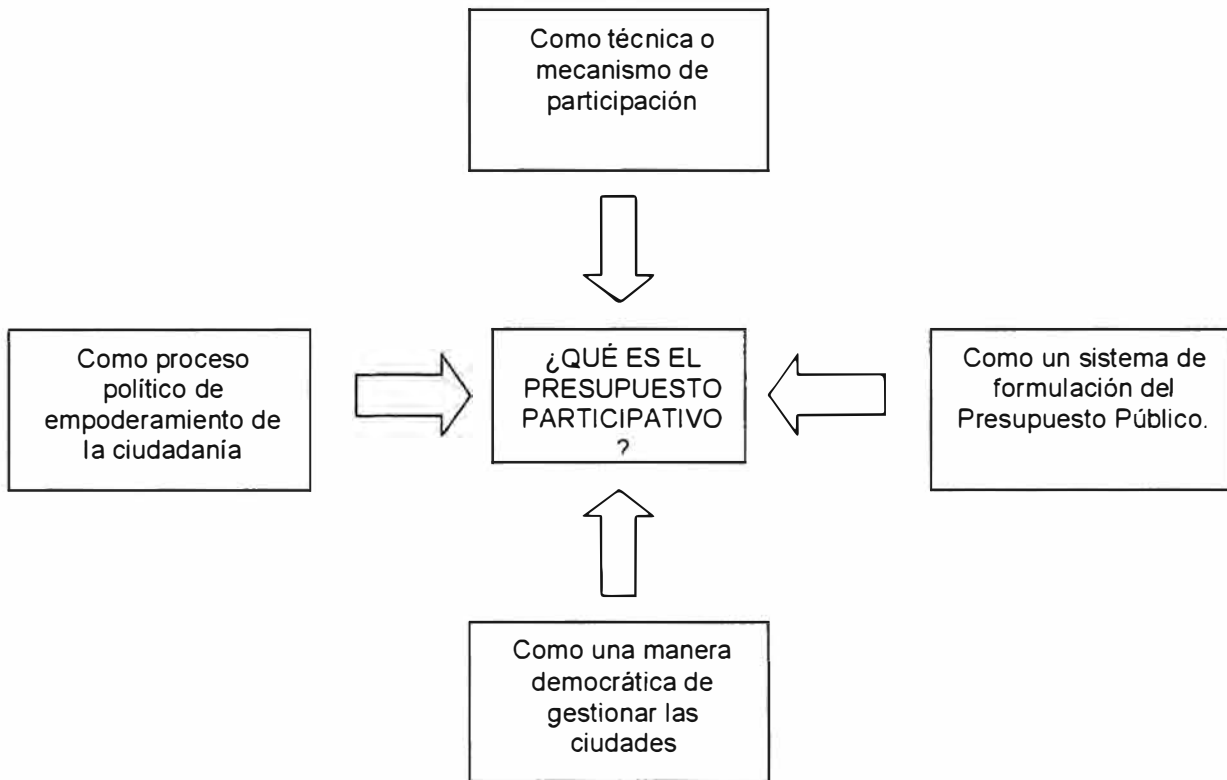 Como técnica o
mecanismo de
participación
Como proceso
político de
empoderamiento de
la ciudadanía
¿QUÉ ES EL
PRESUPUESTO
PARTICIPATIVO
?
Como un sistema de
formulación del
Presupuesto Público.
Como una manera
democrática de
gestionar las
ciudades